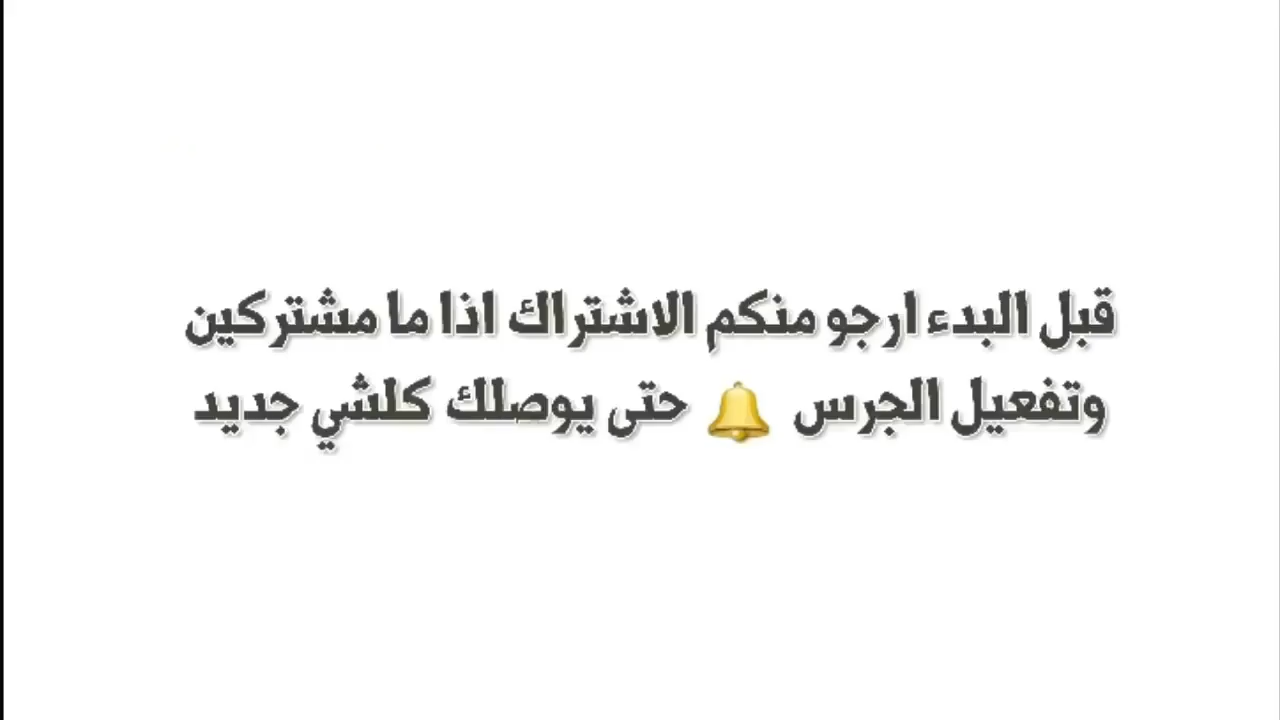 قبل البدء ارجو منكم الاشتراك اذا ما مشتركين
وتفعيل الجرس 🔔 حتى يوصلك كلشي جديد